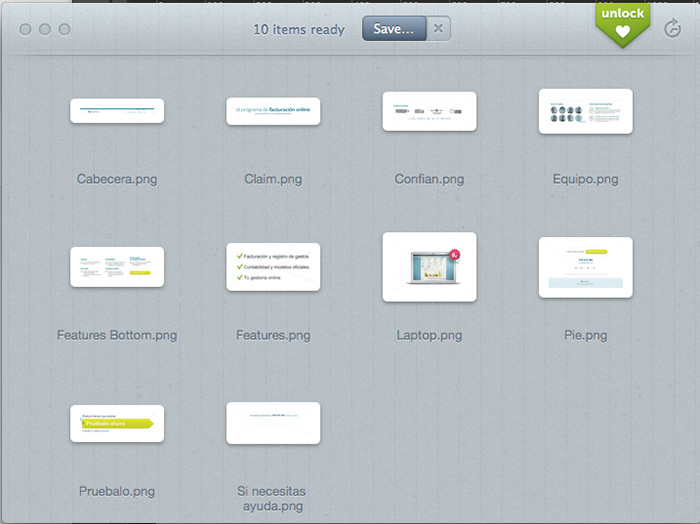 10 items ready
Save...
unlock
el programa de facturación online
Cabecera.png
Claim.png
Confian.png
Equipo.png
Facturación y registro de gastos.
Contabilidad y modelos oficiales.
Tu gestoría online.
Features Bottom.png
Features.png
Laptop.png
Pie.png
Pruébalo ahora
Pruebalo.png
Si necesitas
ayuda.png